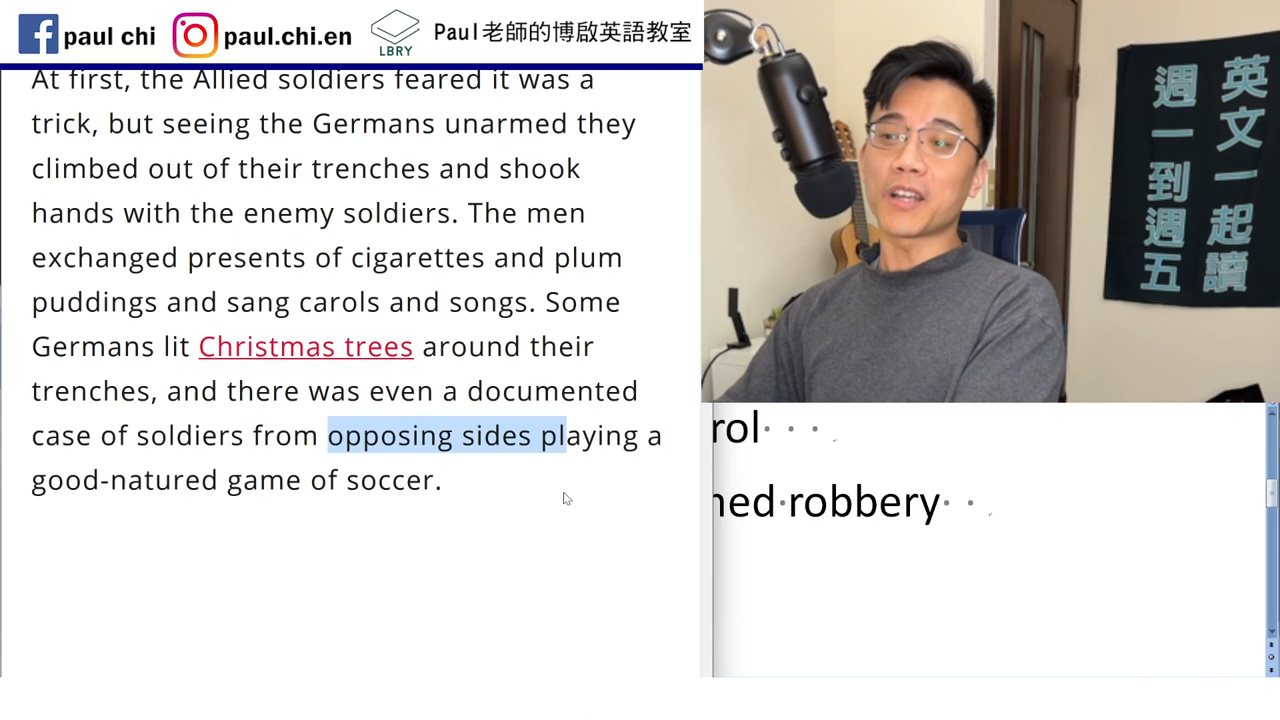 paul chi
paul.chi.en
LBRY
Paul老師的博啟英語教室
At first, the Allied soldiers feared it was a
trick, but seeing the Germans unarmed they
climbed out of their trenches and shook
hands with the enemy soldiers. The men
exchanged presents of cigarettes and plum
puddings and sang carols and songs. Some
Germans lit Christmas trees around their
trenches, and there was even a documented
case of soldiers from opposing sides playing a
good-natured game of soccer.
英文一起讀
週一到週五
rol
med robbery